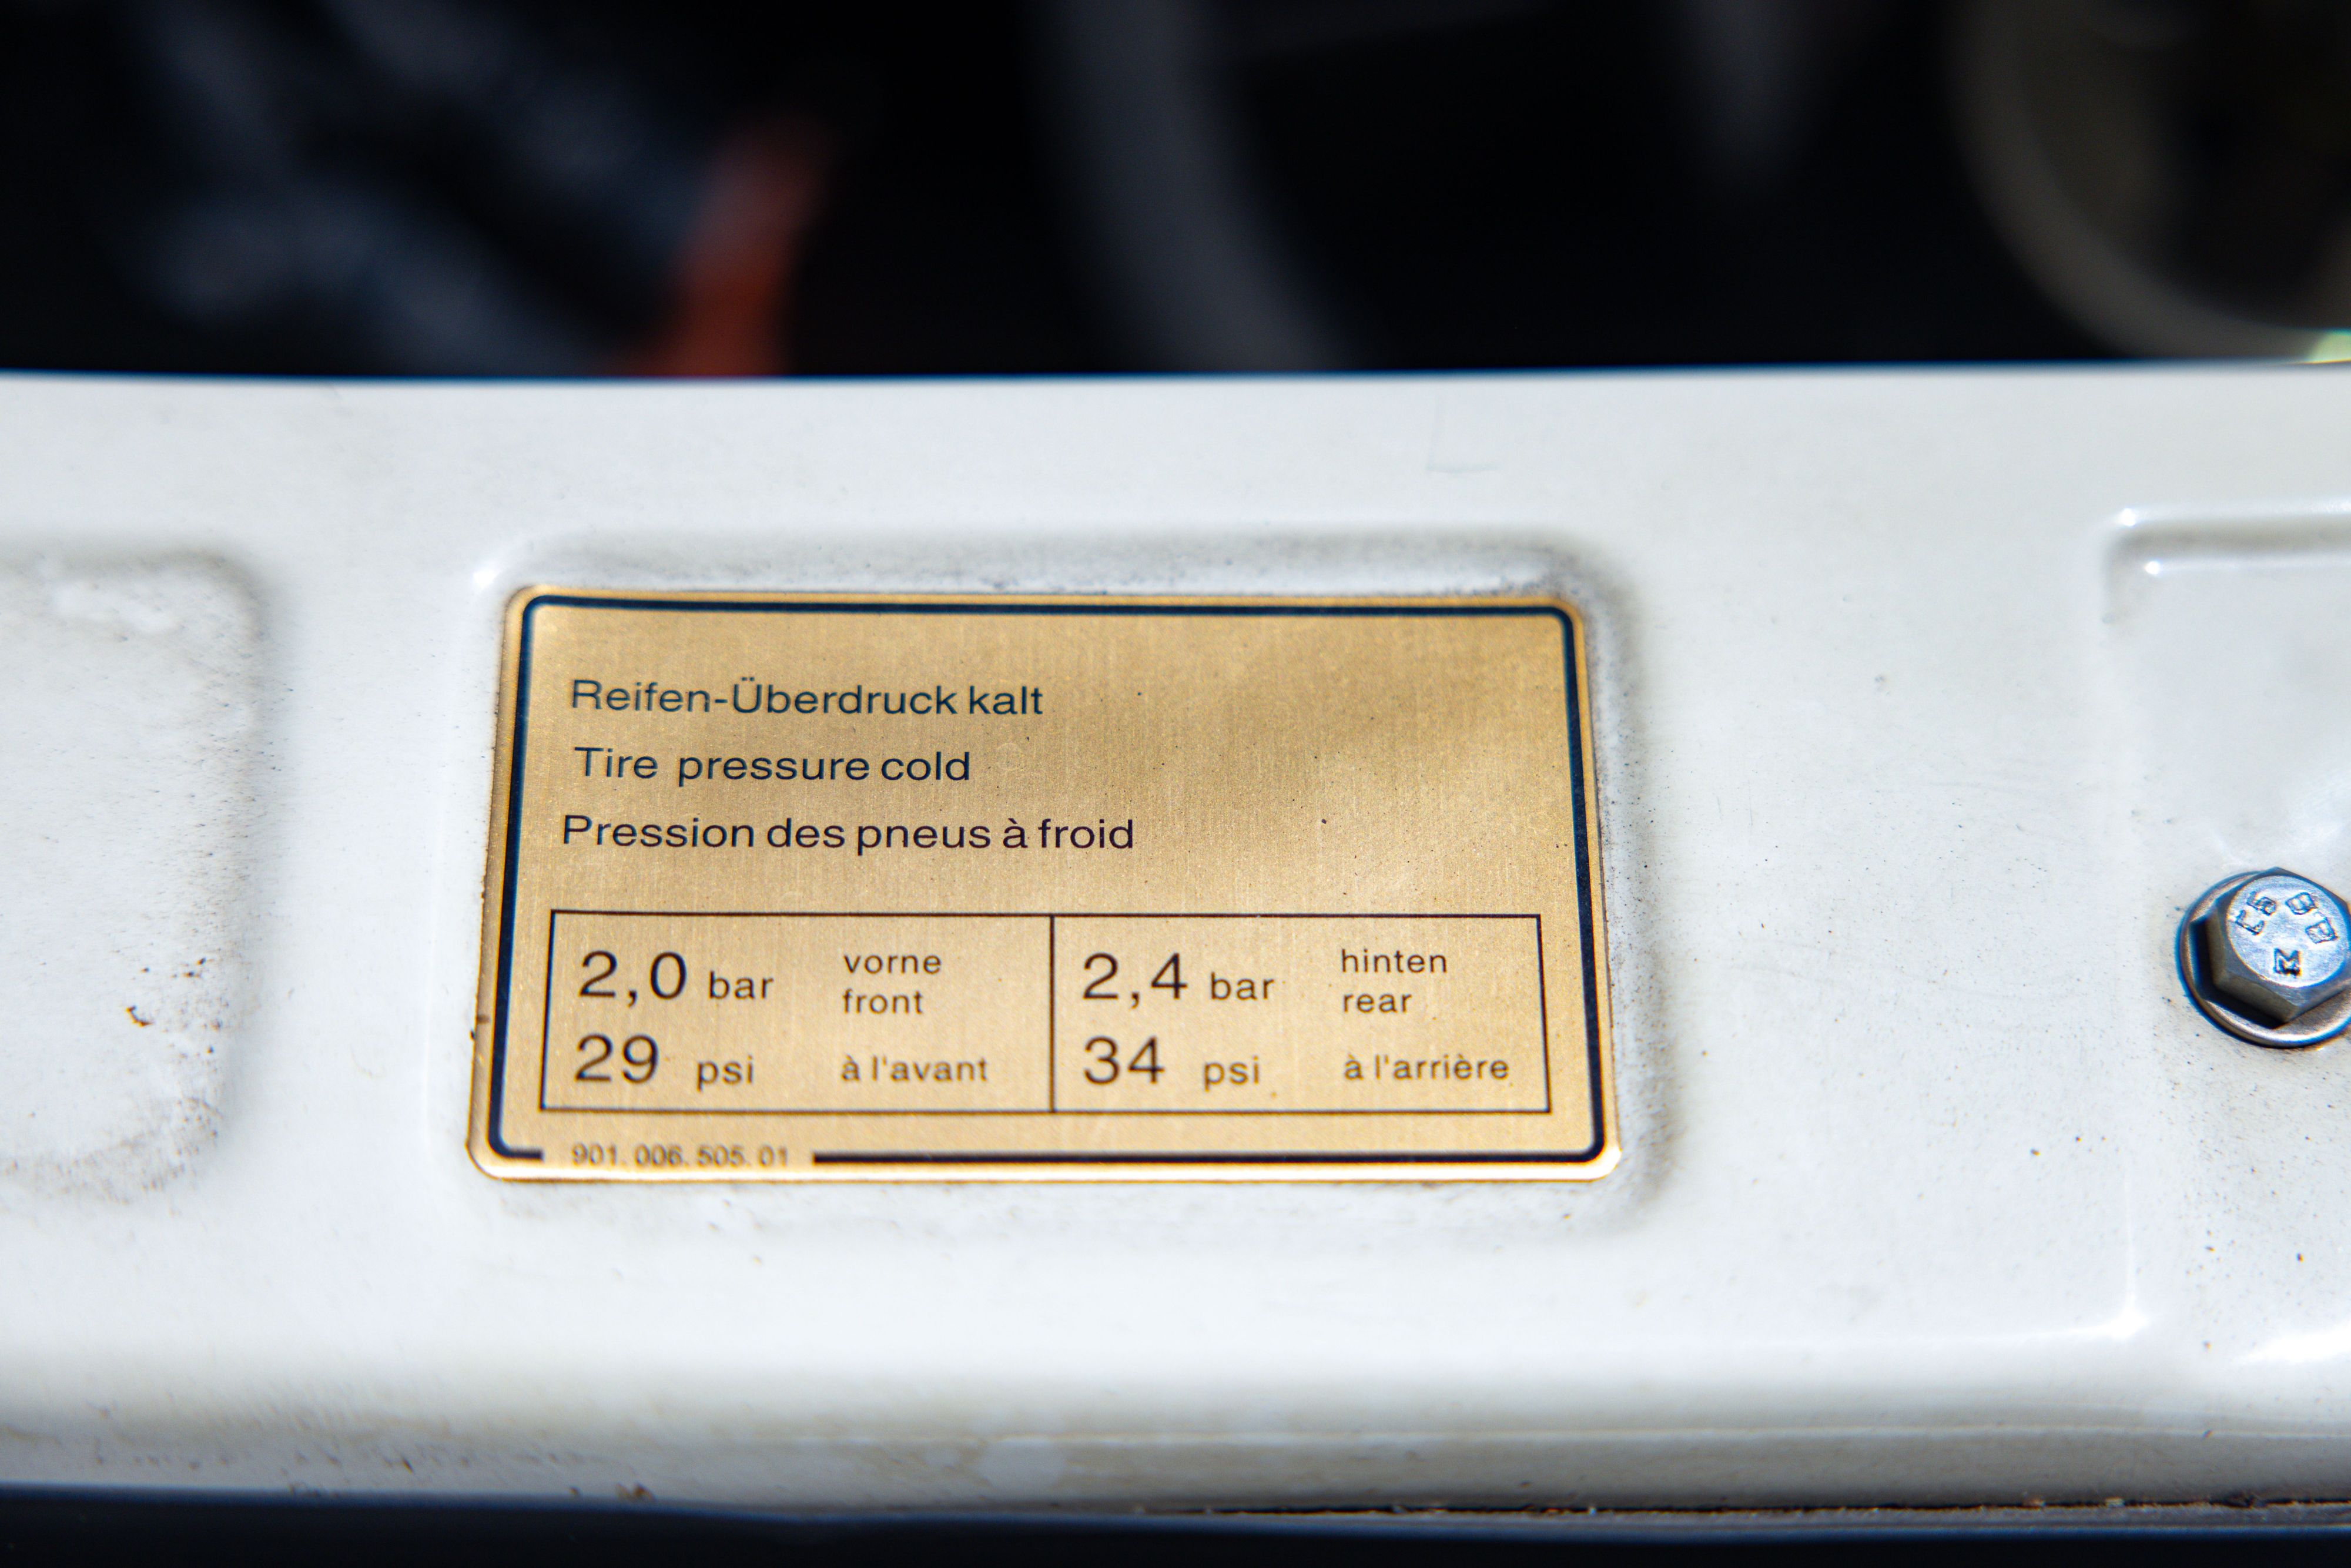 Reifen-Überdruck kalt
Tire pressure cold
Pression des pneus à froid
2,0 bar vorne front
29 psi à l'avant
2,4 bar hinten rear
34 psi à l'arrière
901.006.505.01
M